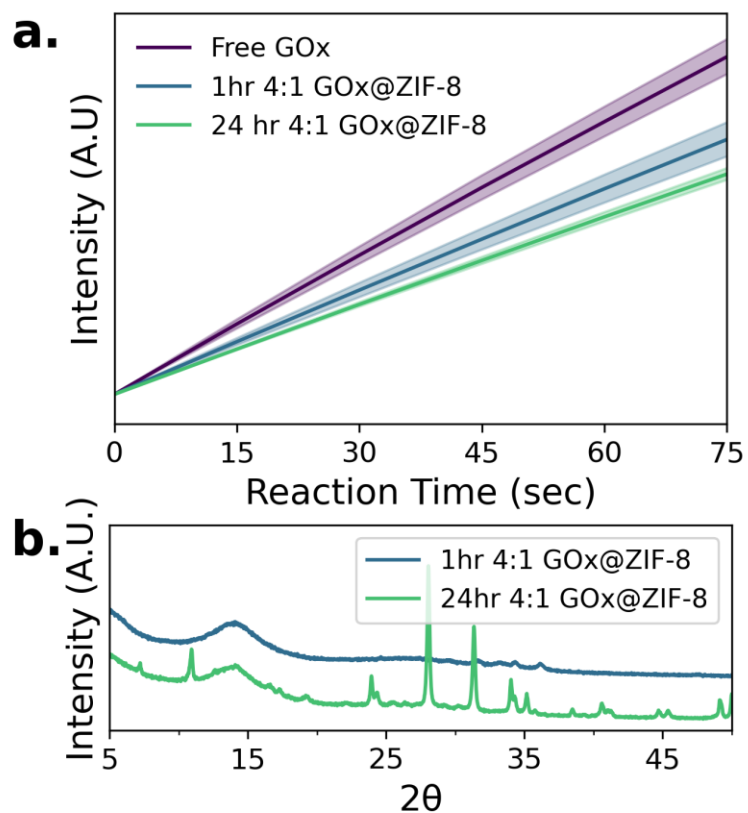 a.
Intensity (A.U)
Free GOx
1hr 4:1 GOx@ZIF-8
24 hr 4:1 GOx@ZIF-8
0 15 30 45 60 75
Reaction Time (sec)
b.
Intensity (A.U.)
1hr 4:1 GOx@ZIF-8
24hr 4:1 GOx@ZIF-8
5 15 25 35 45
2θ